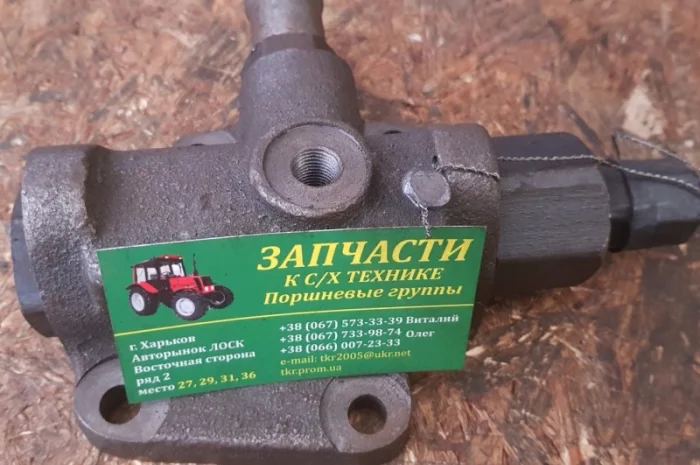 ЗАПЧАСТИ
К С/Х ТЕХНИКЕ
Поршневые группы
г. Харьков
Авторынок ЛОСК
Восточная сторона
ряд 2
место 27, 29, 31, 36
+38 (067) 573-33-39 Виталий
+38 (067) 733-98-74 Олег
+38 (066) 007-23-33
e-mail: tkr2005@ukr.net
tkr.prom.ua